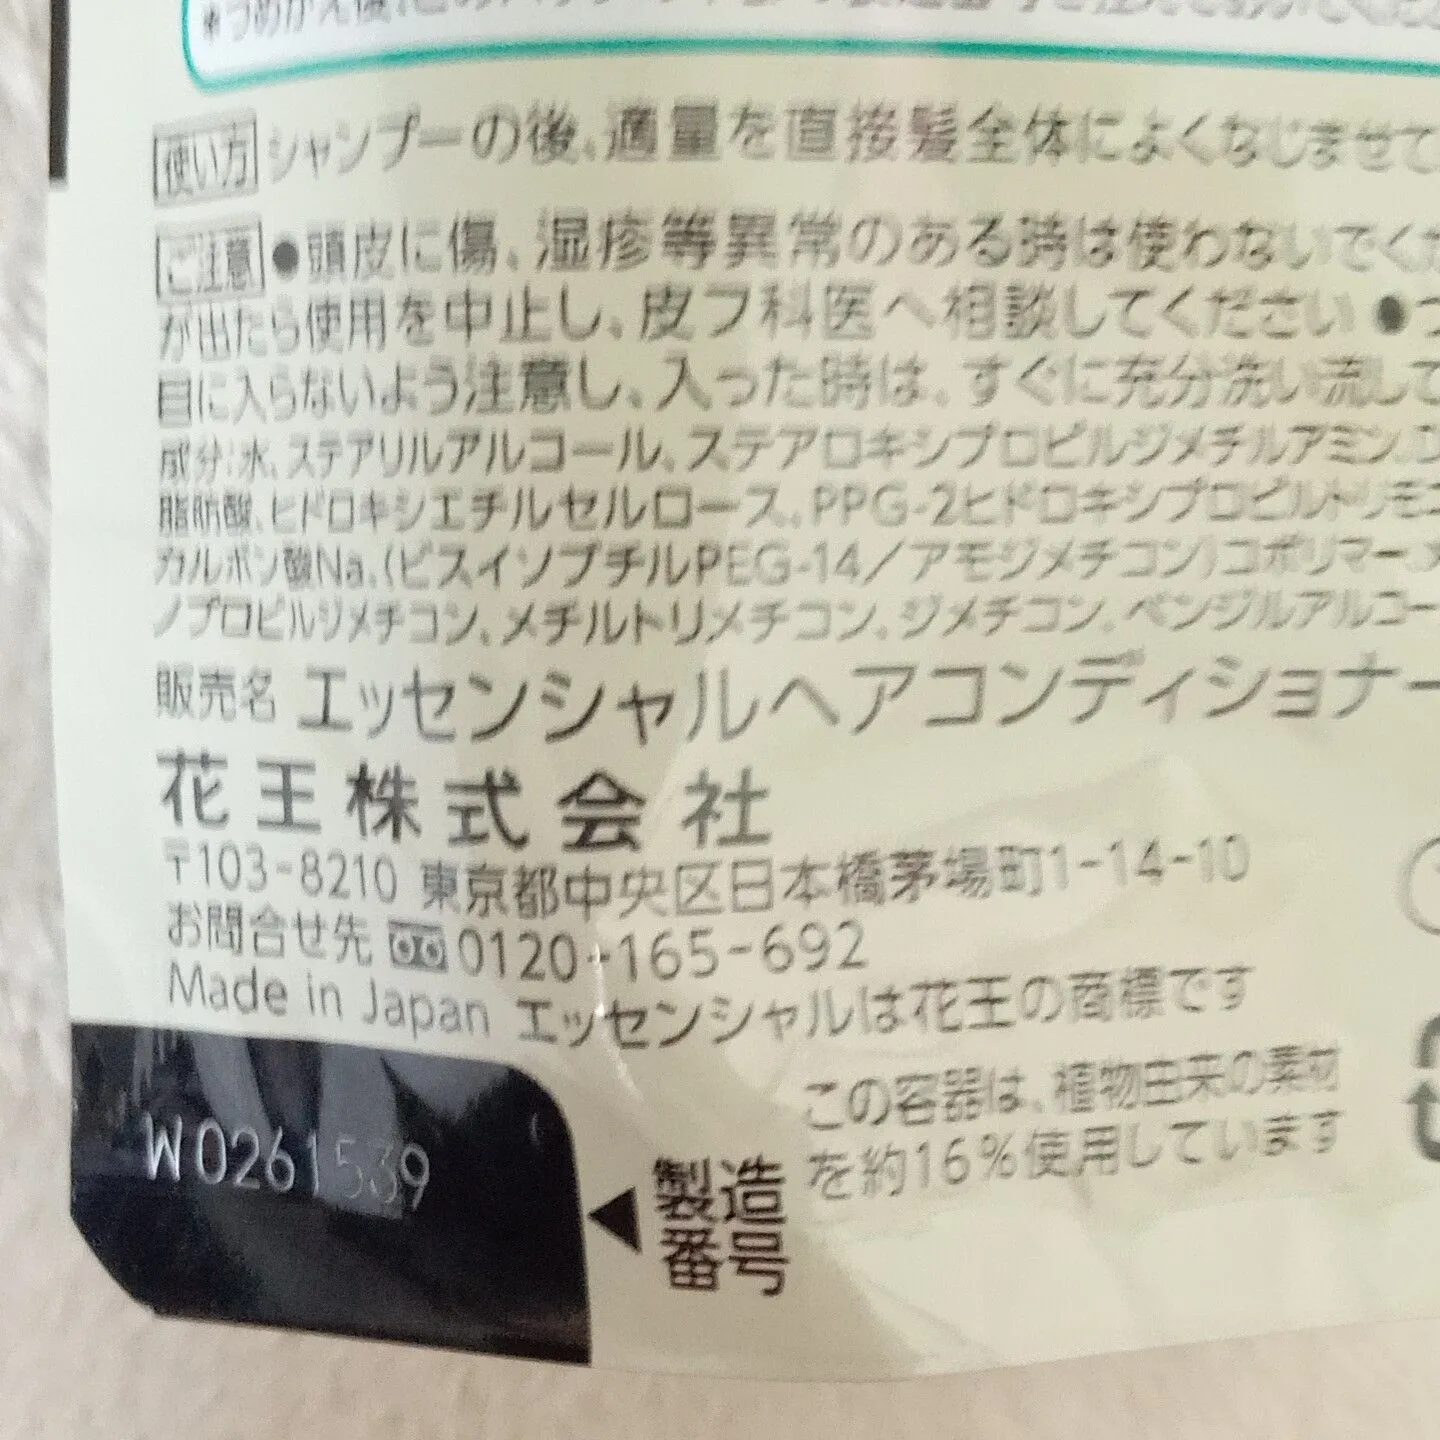 使い方 シャンプーの後、適量を直接髪全体によくなじませて
ご注意 ●頭皮に傷、湿疹等異常のある時は使わないでくだ
が出たら使用を中止し、皮フ科医へ相談してください ●つ
目に入らないよう注意し、入った時は、すぐに充分洗い流して
成分:水、ステアリルアルコール、ステアロキシプロピルジメチルアミン、D
脂肪酸、ヒドロキシエチルセルロース、PPG-2ヒドロキシプロピルトリモニ
カルボン酸Na、(ビスイソブチルPEG-14/アモジメチコン)コポリマー、
ノプロピルジメチコン、メチルトリメチコン、ジメチコン、ベンジルアルコー
販売名 エッセンシャルヘアコンディショナー
花王株式会社
〒103-8210 東京都中央区日本橋茅場町1-14-10
お問合せ先 0120-165-692
Made in Japan エッセンシャルは花王の商標です
この容器は、植物由来の素材
を約16%使用しています
W0261539
◀製造
番号